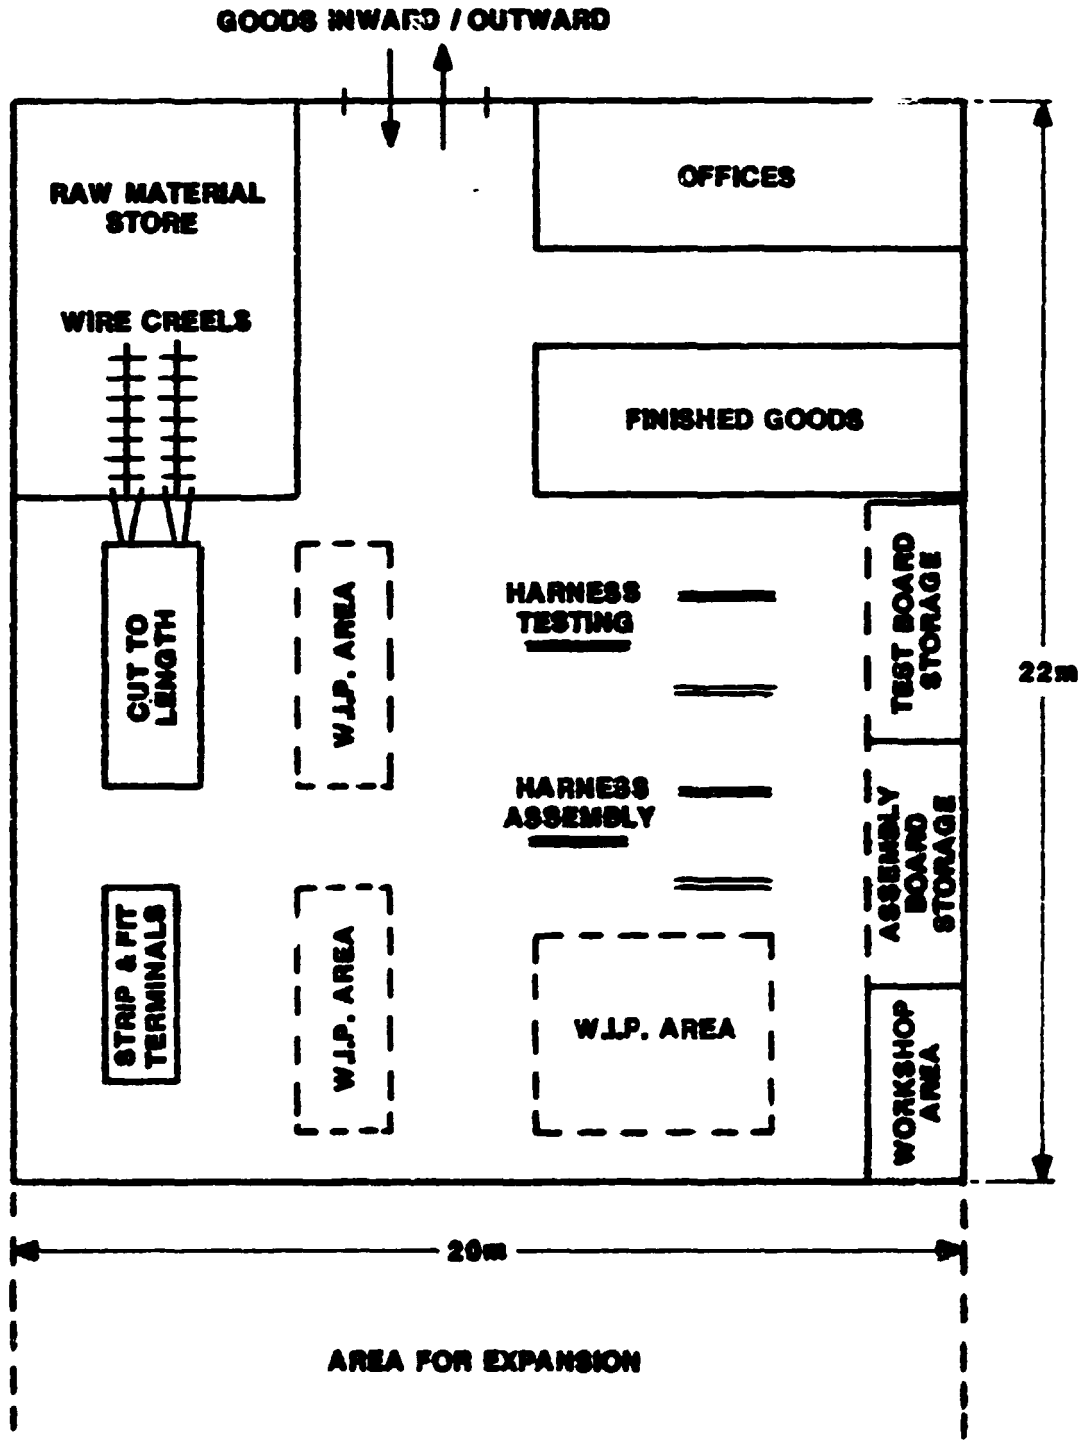 GOODS INWARD / OUTWARD
RAW MATERIAL
STORE
OFFICES
WIRE CREELS
FINISHED GOODS
CUT TO
LENGTH
W.I.P. AREA
HARNESS
TESTING
TEST BOARD
STORAGE
22m
HARNESS
ASSEMBLY
ASSEMBLY
BOARD
STORAGE
STRIP & FIT
TERMINALS
W.I.P. AREA
W.I.P. AREA
WORKSHOP
AREA
20m
AREA FOR EXPANSION